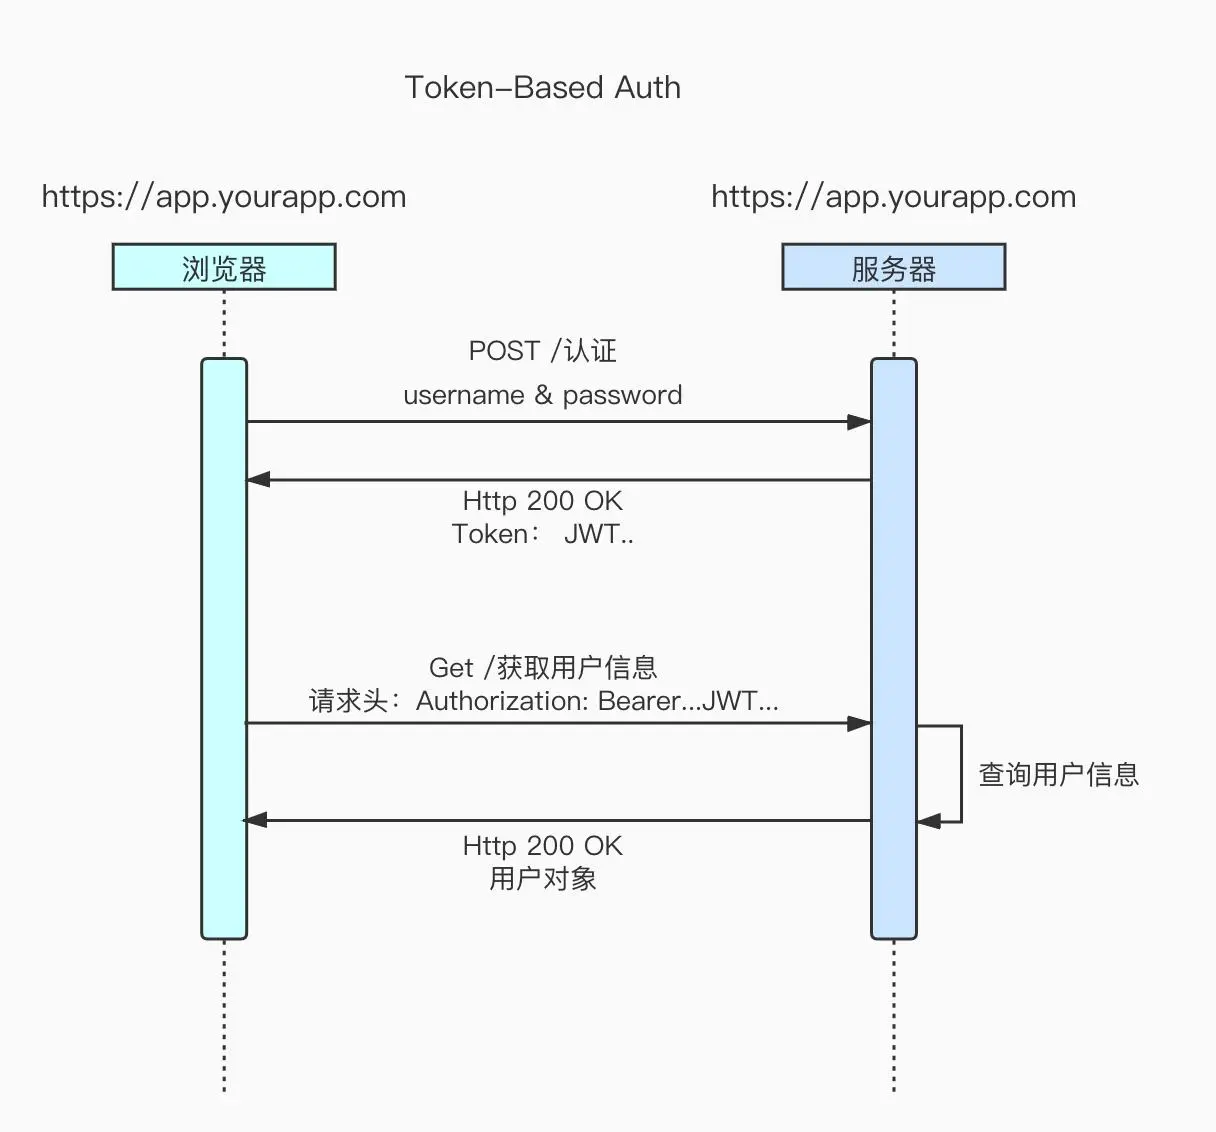 Token-Based Auth
https://app.yourapp.com
https://app.yourapp.com
浏览器
服务器
POST /认证
username & password
Http 200 OK
Token： JWT..
Get /获取用户信息
请求头：Authorization: Bearer...JWT...
查询用户信息
Http 200 OK
用户对象